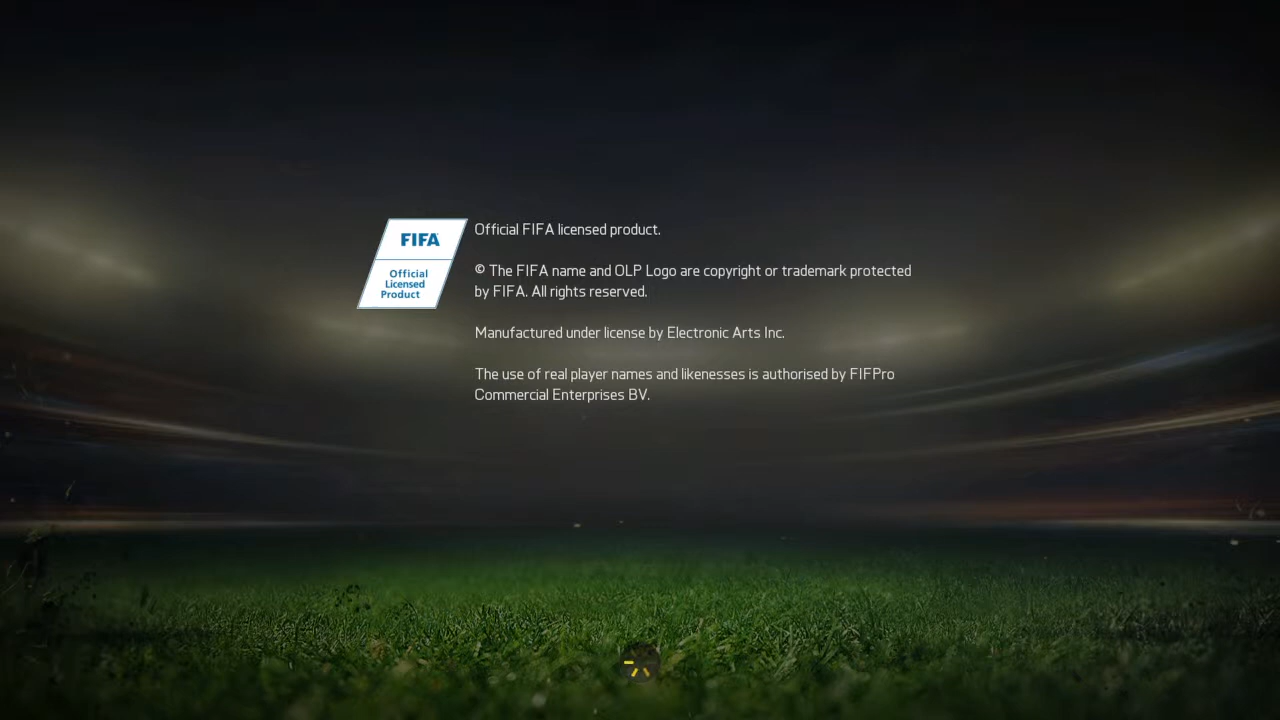 FIFA
Official
Licensed
Product
Official FIFA licensed product.
© The FIFA name and OLP Logo are copyright or trademark protected
by FIFA. All rights reserved.
Manufactured under license by Electronic Arts Inc.
The use of real player names and likenesses is authorised by FIFPro
Commercial Enterprises BV.